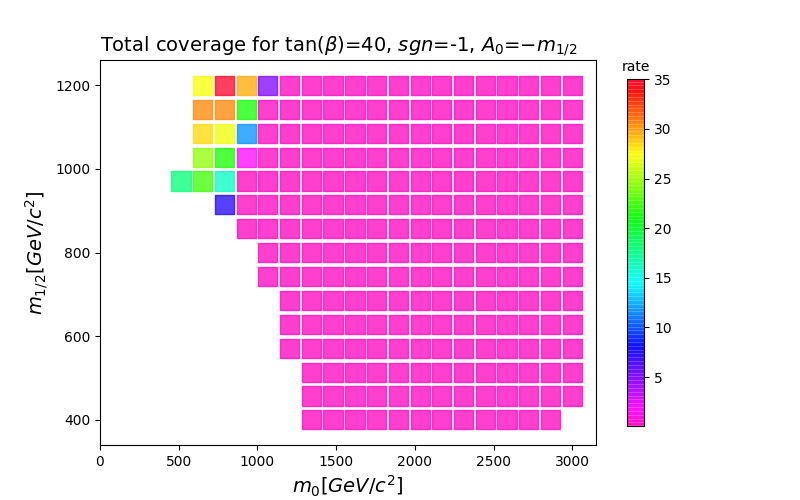 Total coverage for tan(β)=40, sgn=-1, A₀=−m₁/₂
rate
m₁/₂[GeV/c²]
1200
1000
800
600
400
0 500 1000 1500 2000 2500 3000
m₀[GeV/c²]
35
30
25
20
15
10
5